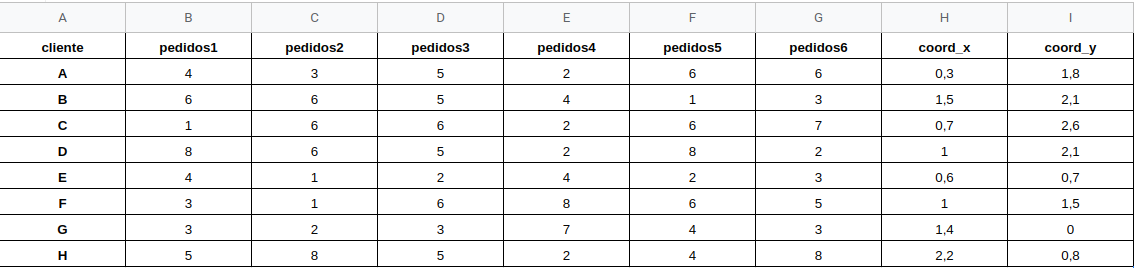 A B C D E F G H I
cliente pedidos1 pedidos2 pedidos3 pedidos4 pedidos5 pedidos6 coord_x coord_y
A 4 3 5 2 6 6 0,3 1,8
B 6 6 5 4 1 3 1,5 2,1
C 1 6 6 2 6 7 0,7 2,6
D 8 6 5 2 8 2 1 2,1
E 4 1 2 4 2 3 0,6 0,7
F 3 1 6 8 6 5 1 1,5
G 3 2 3 7 4 3 1,4 0
H 5 8 5 2 4 8 2,2 0,8